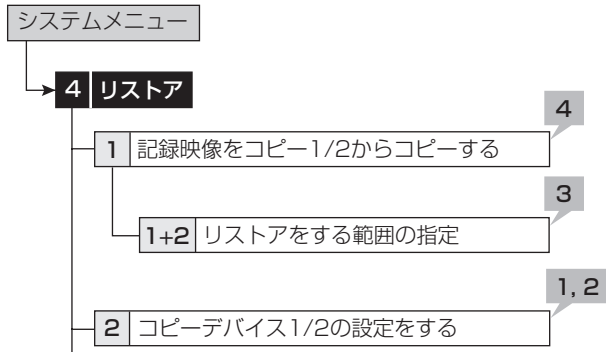 システムメニュー
4 リストア
4
1 記録映像をコピー1/2からコピーする
3
1+2 リストアをする範囲の指定
1, 2
2 コピーデバイス1/2の設定をする